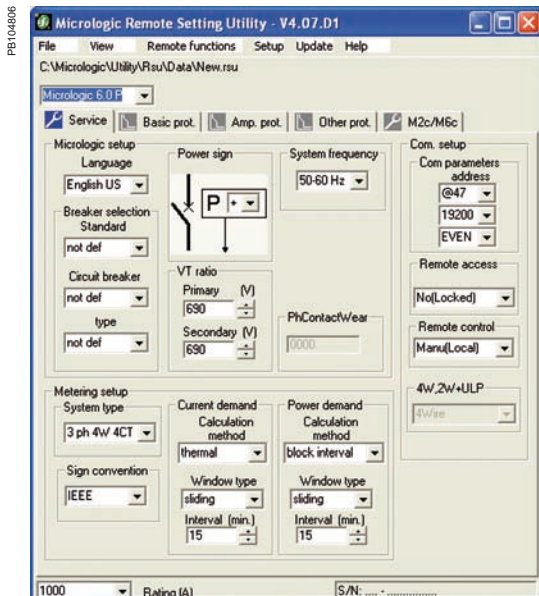 PB104806
Micrologic Remote Setting Utility - V4.07.D1
File View Remote functions Setup Update Help
C:\Micrologic\Utility\Rsu\Data\New.rsu
Micrologic 6.0 P
Service Basic prot. Amp. prot. Other prot. M2c/M6c
Micrologic setup
Language
English US
Breaker selection
Standard
not def
Circuit breaker
not def
type
not def
Power sign
P +
VT ratio
Primary (V)
690
Secondary (V)
690
System frequency
50-60 Hz
PhContactWear
0000
Com. setup
Com parameters
address
@47
19200
EVEN
Remote access
No(Locked)
Remote control
Manu(Local)
4W,2W+ULP
4Wire
Metering setup
System type
3 ph 4W 4CT
Sign convention
IEEE
Current demand
Calculation
method
thermal
Window type
sliding
Interval (min.)
15
Power demand
Calculation
method
block interval
Window type
sliding
Interval (min.)
15
1000 Rating (A) S/N: .... - ................